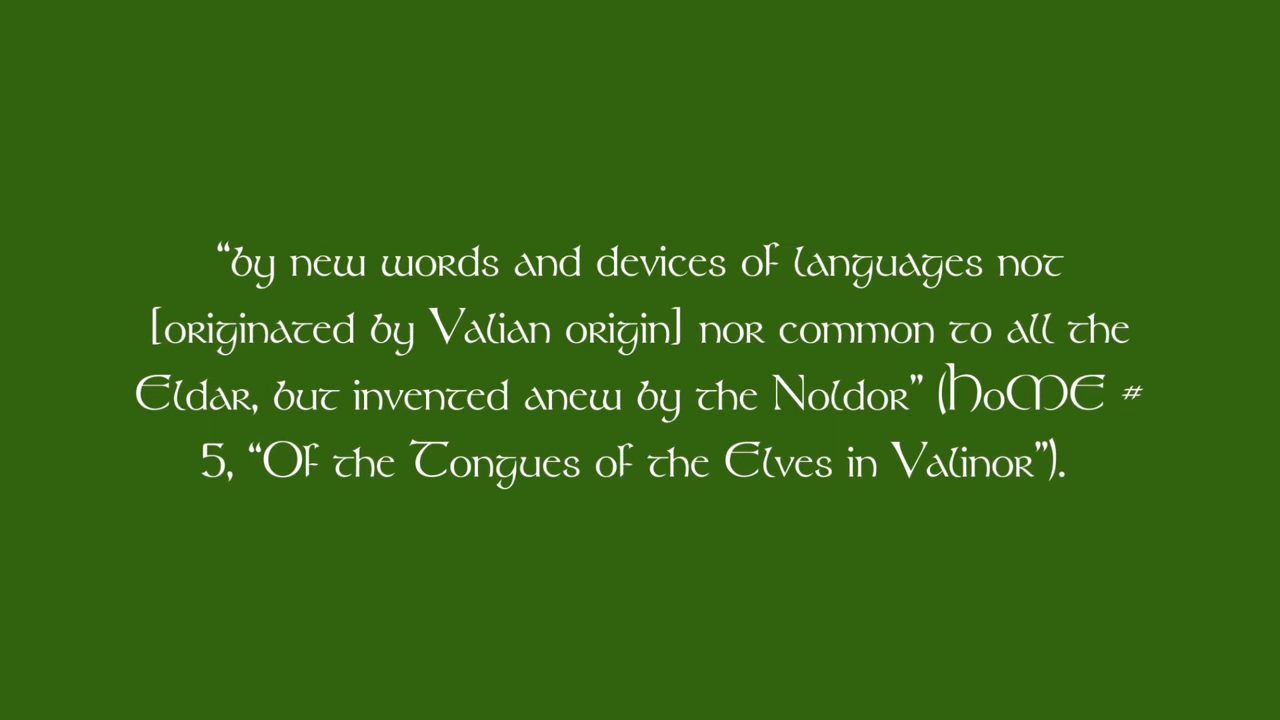 “by new words and devices of languages not
[originated by Valian origin] nor common to all the
Eldar, but invented anew by the Noldor” (HoME #
5, “Of the Tongues of the Elves in Valinor”).